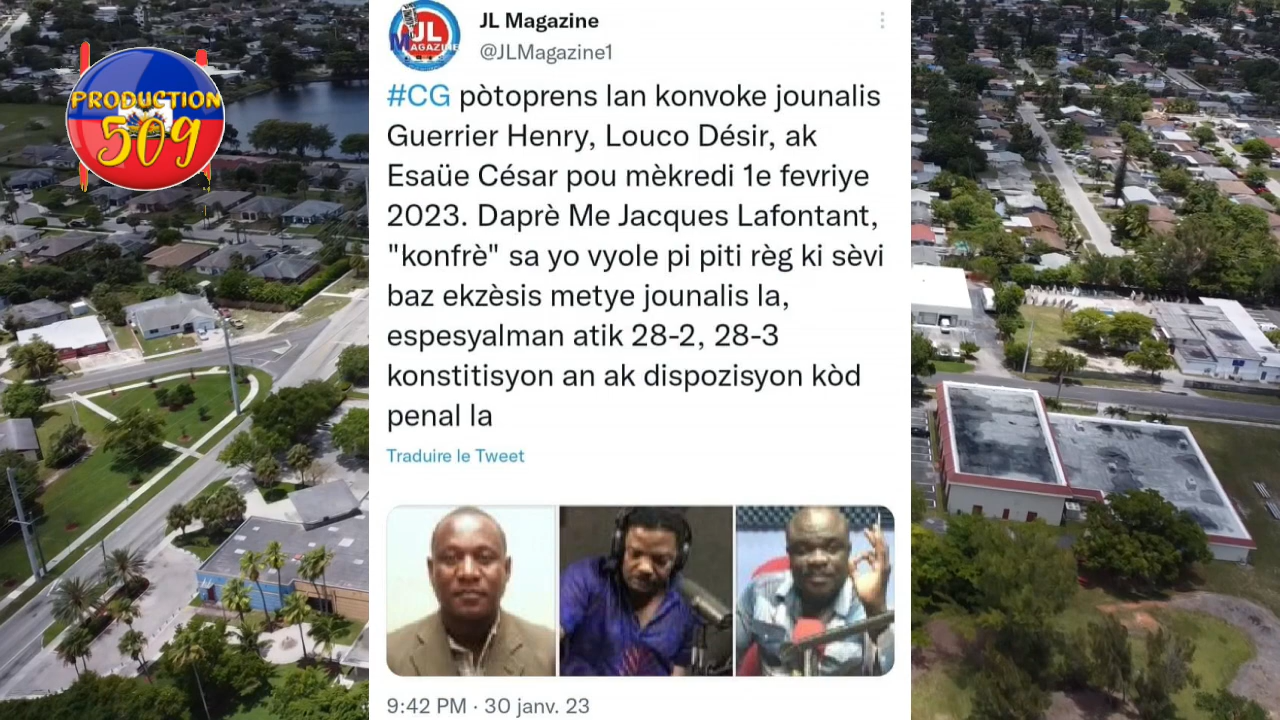 PRODUCTION
509
JL
MAGAZINE
JL Magazine
@JLMagazine1
#CG pòtoprens lan konvoke jounalis
Guerrier Henry, Louco Désir, ak
Esaüe César pou mèkredi 1e fevriye
2023. Daprè Me Jacques Lafontant,
"konfrè" sa yo vyole pi piti règ ki sèvi
baz ekzèsis metye jounalis la,
espesyalman atik 28-2, 28-3
konstitisyon an ak dispozisyon kòd
penal la
Traduire le Tweet
9:42 PM · 30 janv. 23